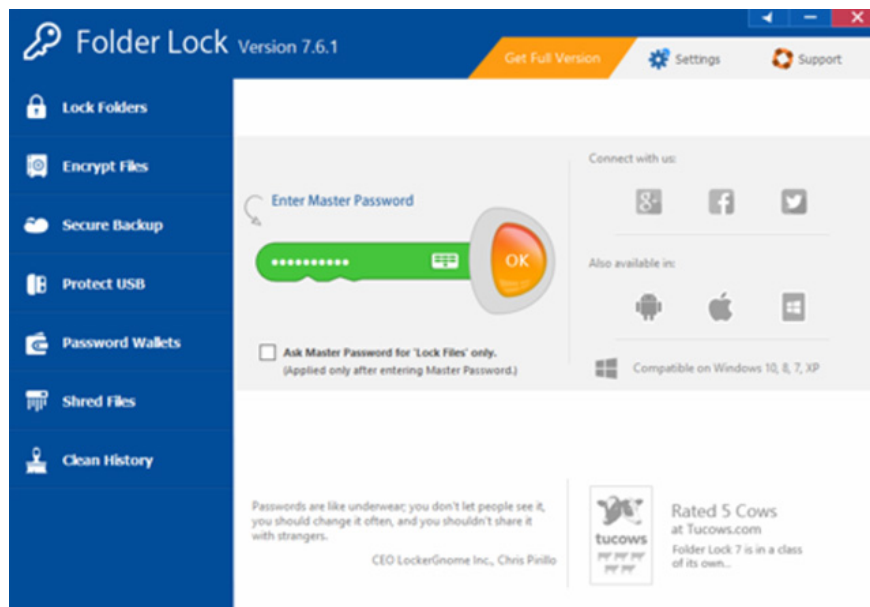 Folder Lock Version 7.6.1
Get Full Version
Settings
Support
Lock Folders
Encrypt Files
Secure Backup
Protect USB
Password Wallets
Shred Files
Clean History
Enter Master Password
OK
Ask Master Password for 'Lock Files' only.
(Applied only after entering Master Password.)
Connect with us:
Also available in:
Compatible on Windows 10, 8, 7, XP
Passwords are like underwear; you don't let people see it,
you should change it often, and you shouldn't share it
with strangers.
CEO LockerGnome Inc., Chris Pirillo
tucows
Rated 5 Cows
at Tucows.com
Folder Lock 7 is in a class
of its own...